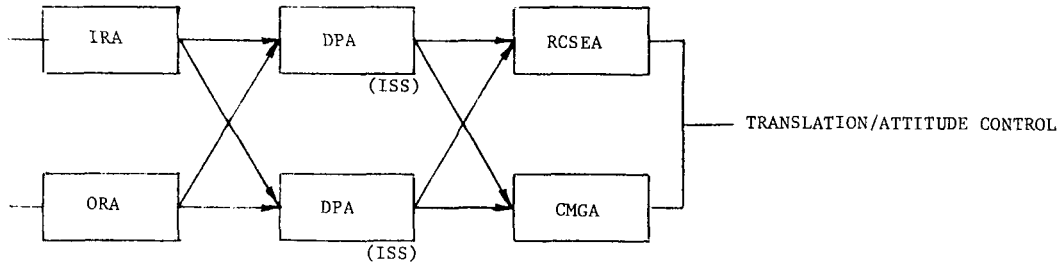 IRA
DPA
RCSEA
(ISS)
TRANSLATION/ATTITUDE CONTROL
ORA
DPA
CMGA
(ISS)